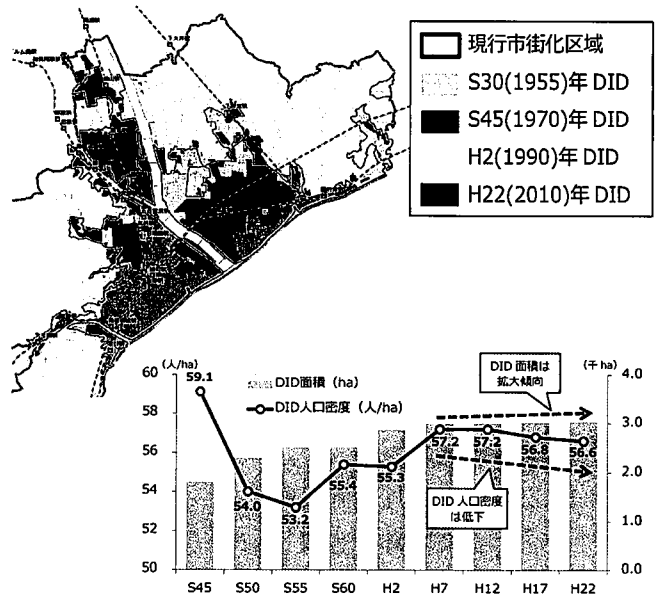 現行市街化区域
S30(1955)年 DID
S45(1970)年 DID
H2(1990)年 DID
H22(2010)年 DID
(人/ha)
(千 ha)
DID面積（ha)
DID人口密度（人/ha)
DID 面積は
拡大傾向
DID 人口密度
は低下
60
58
56
54
52
50
4.0
3.0
2.0
1.0
0.0
59.1
54.0
53.2
55.4
55.3
57.2
57.2
56.8
56.6
S45 S50 S55 S60 H2 H7 H12 H17 H22